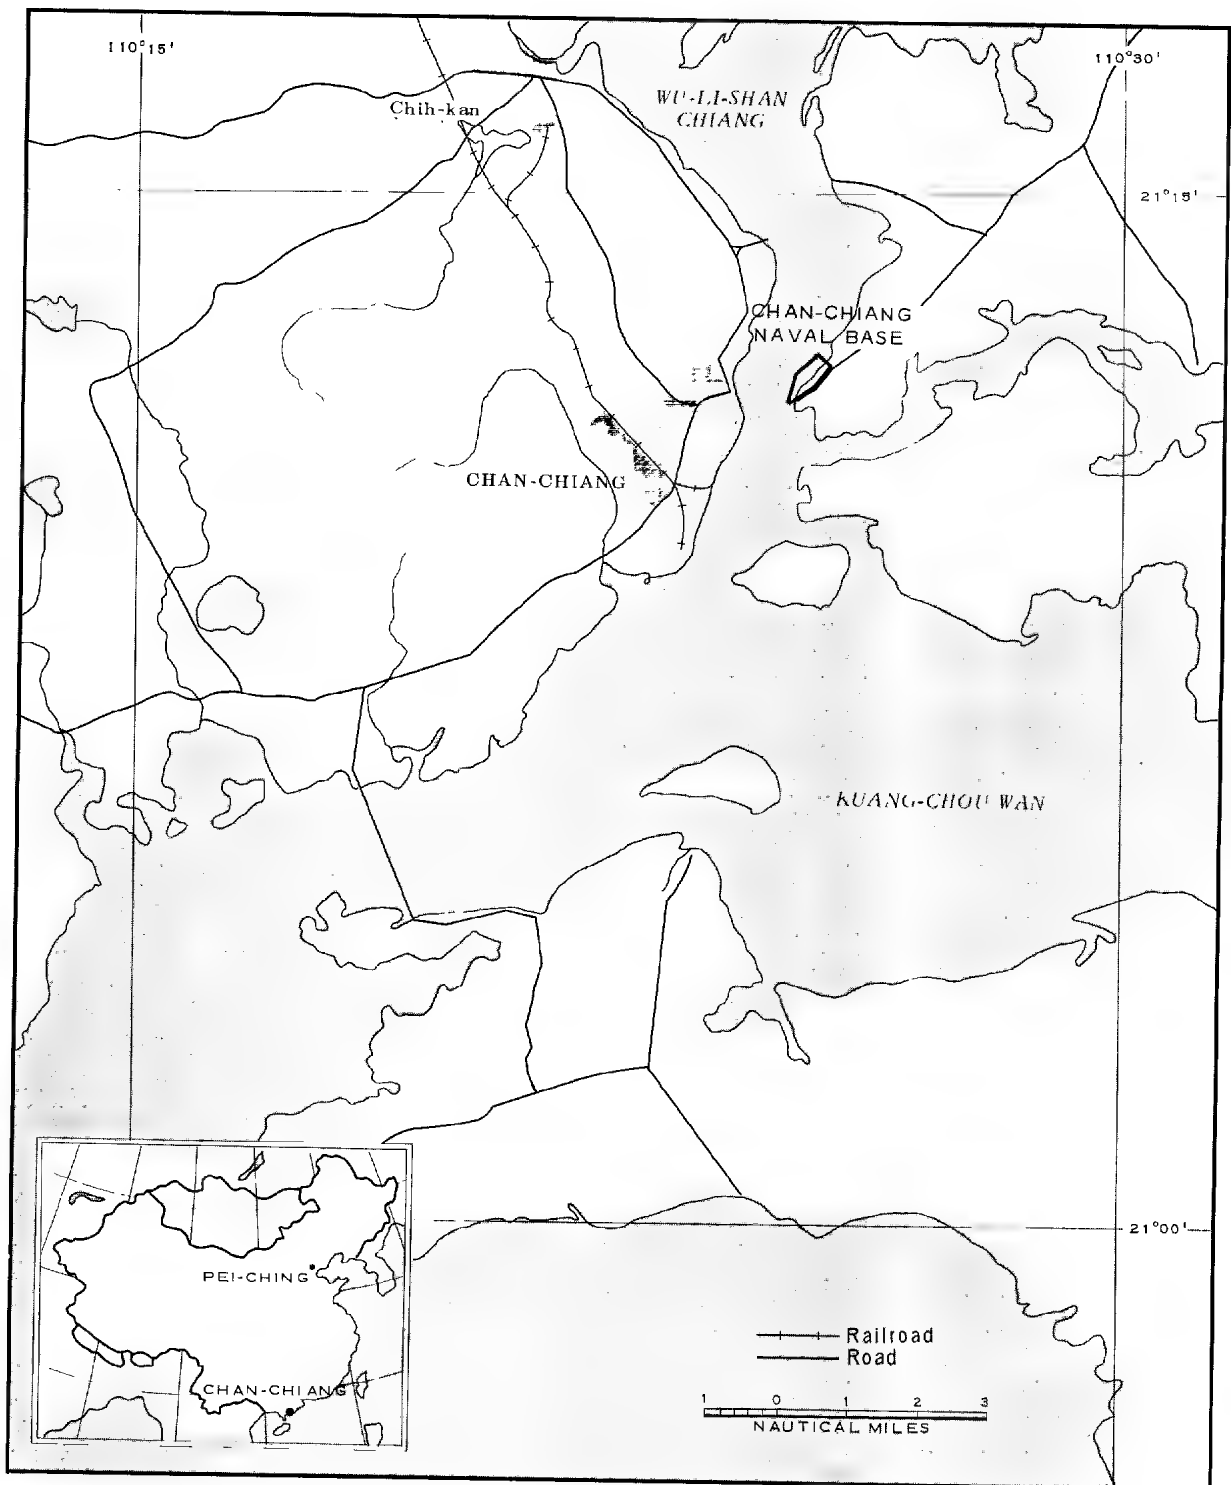 110°15'
110°30'
Chih-kan
WU-LI-SHAN
CHIANG
21°15'
CHAN-CHIANG
NAVAL BASE
CHAN-CHIANG
KUANG-CHOU WAN
21°00'
PEI-CHING
CHAN-CHIANG
Railroad
Road
1 0 1 2 3
NAUTICAL MILES